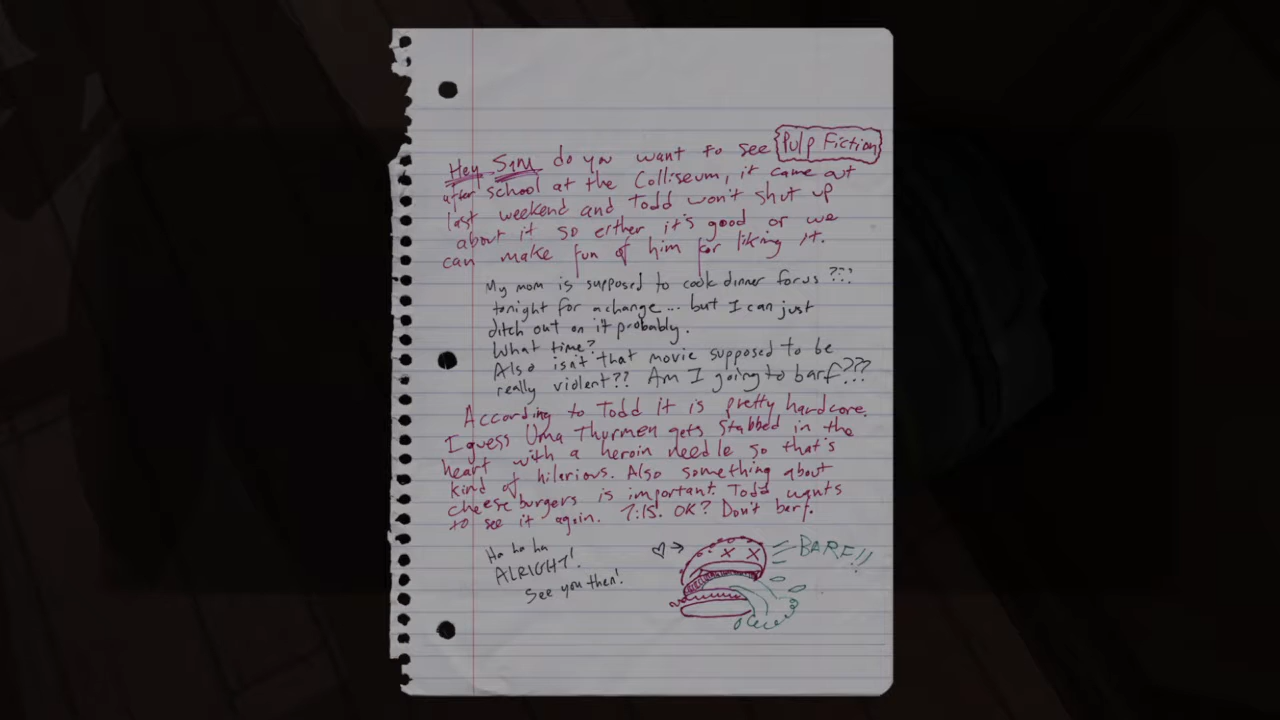 Hey Sam do you want to see Pulp Fiction
after school at the Colliseum, it came out
last weekend and Todd won't shut up
about it so either it's good or we
can make fun of him for liking it.
My mom is supposed to cook dinner for us ???
tonight for a change... but I can just
ditch out on it probably.
What time?
Also isn't that movie supposed to be
really violent?? Am I going to barf???
According to Todd it is pretty hardcore.
I guess Uma Thurmen gets stabbed in the
heart with a heroin needle so that's
kind of hilarious. Also something about
cheeseburgers is important. Todd wants
to see it again. 7:15. OK? Don't barf.
Ha ha ha
ALRIGHT!
See you then!
BARF!!